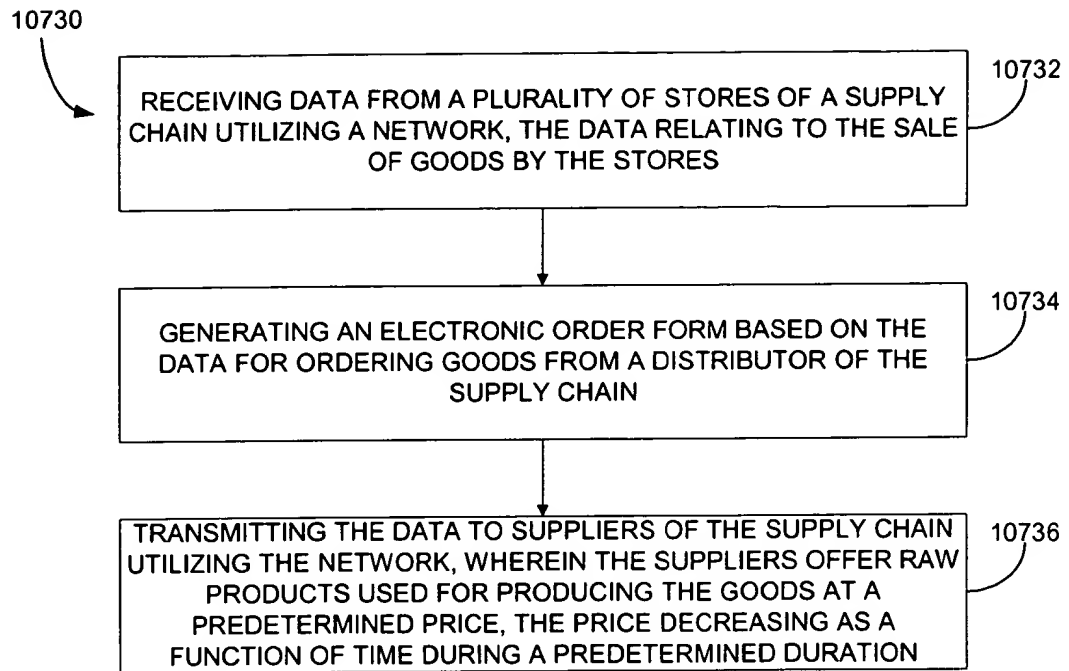 10730
10732
RECEIVING DATA FROM A PLURALITY OF STORES OF A SUPPLY
CHAIN UTILIZING A NETWORK, THE DATA RELATING TO THE SALE
OF GOODS BY THE STORES
10734
GENERATING AN ELECTRONIC ORDER FORM BASED ON THE
DATA FOR ORDERING GOODS FROM A DISTRIBUTOR OF THE
SUPPLY CHAIN
10736
TRANSMITTING THE DATA TO SUPPLIERS OF THE SUPPLY CHAIN
UTILIZING THE NETWORK, WHEREIN THE SUPPLIERS OFFER RAW
PRODUCTS USED FOR PRODUCING THE GOODS AT A
PREDETERMINED PRICE, THE PRICE DECREASING AS A
FUNCTION OF TIME DURING A PREDETERMINED DURATION